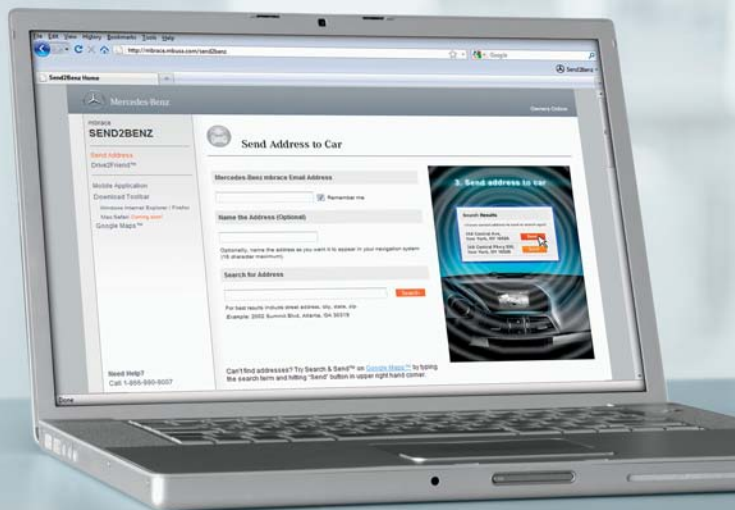 File Edit View History Bookmarks Tools Help
http://mbrace.mbusa.com/send2benz
Google
Send2Benz
Send2Benz Home
Mercedes-Benz
Owners Online
mbrace
SEND2BENZ
Send Address
Drive2Friend™
Mobile Application
Download Toolbar
Windows Internet Explorer / Firefox
Mac Safari Coming soon!
Google Maps™
Need Help?
Send Address to Car
Mercedes-Benz mbrace Email Address
Remember me
Name the Address (Optional)
Optionally, name the address as you want it to appear in your navigation system
(16 character maximum).
Search for Address
Search
For best results include street address, city, state, zip
Example: 2002 Summit Blvd, Atlanta, GA 30319
Can't find addresses? Try Search & Send™ on Google Maps™ by typing
the search term and hitting "Send" button in upper right hand corner.
3. Send address to car
Search Results
Send
Done